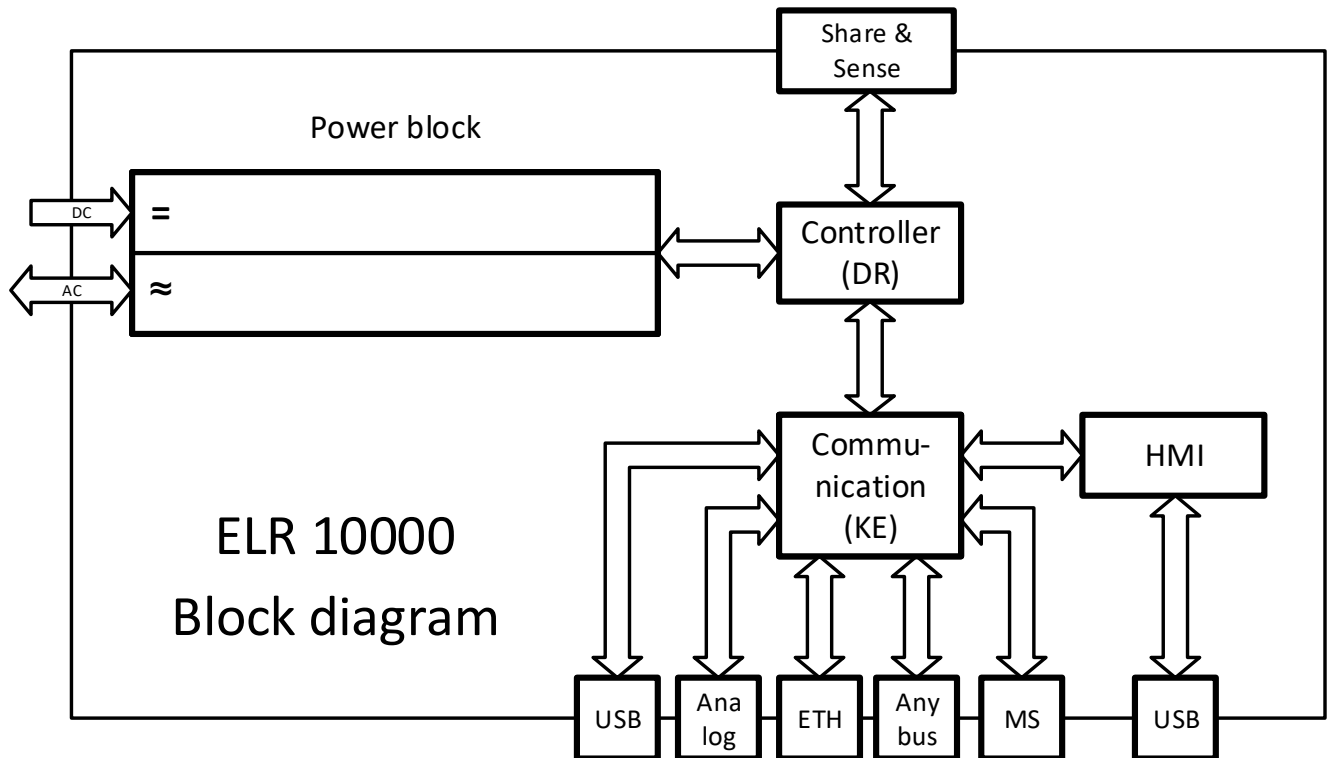 Share &
Sense
Power block
DC
=
Controller
(DR)
AC
≈
Commu-
nication
(KE)
HMI
ELR 10000
Block diagram
USB
Ana
log
ETH
Any
bus
MS
USB